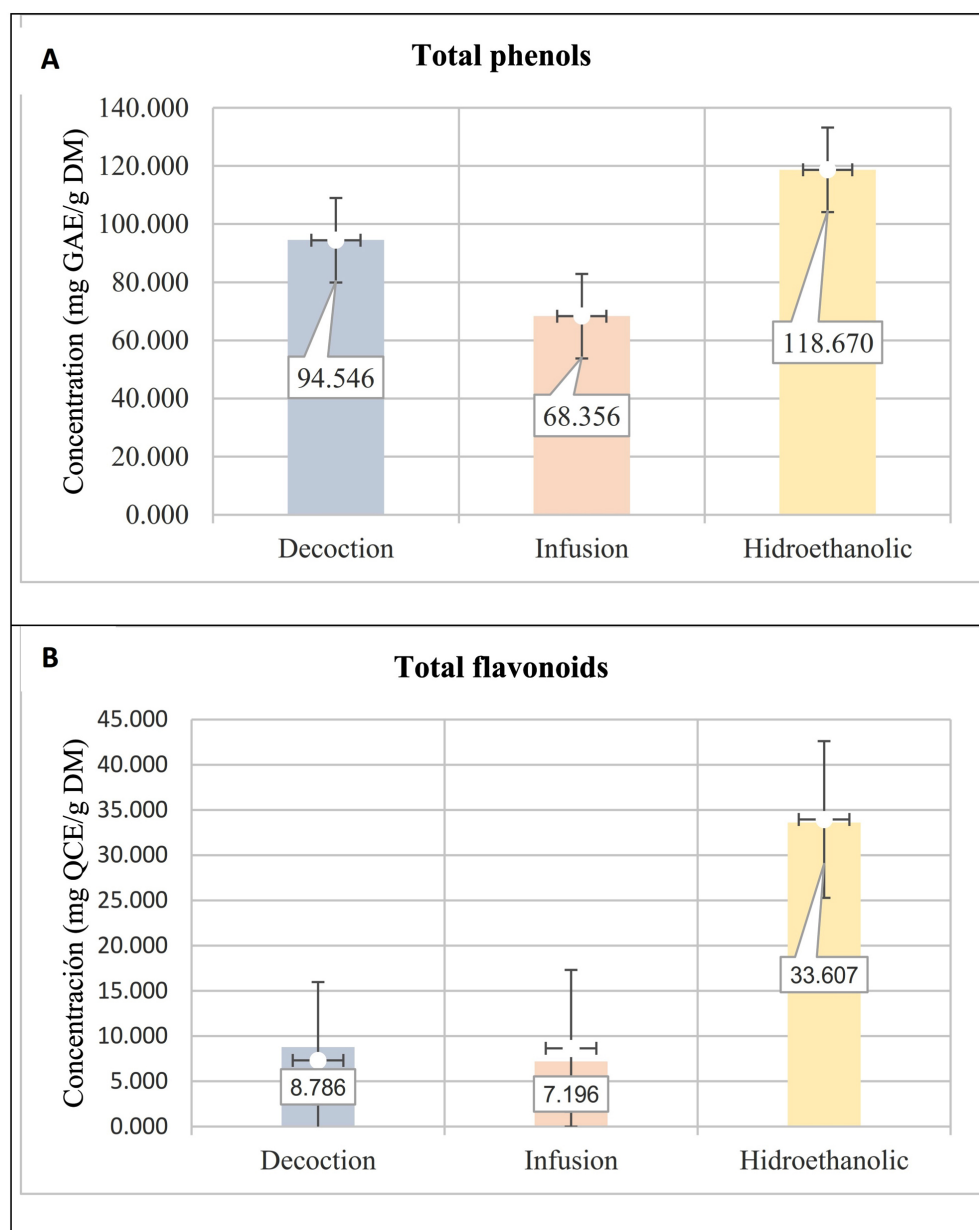 A
Total phenols
Concentration (mg GAE/g DM)
140.000
120.000
100.000
80.000
60.000
40.000
20.000
0.000
94.546
68.356
118.670
Decoction
Infusion
Hidroethanolic
B
Total flavonoids
Concentración (mg QCE/g DM)
45.000
40.000
35.000
30.000
25.000
20.000
15.000
10.000
5.000
0.000
8.786
7.196
33.607
Decoction
Infusion
Hidroethanolic